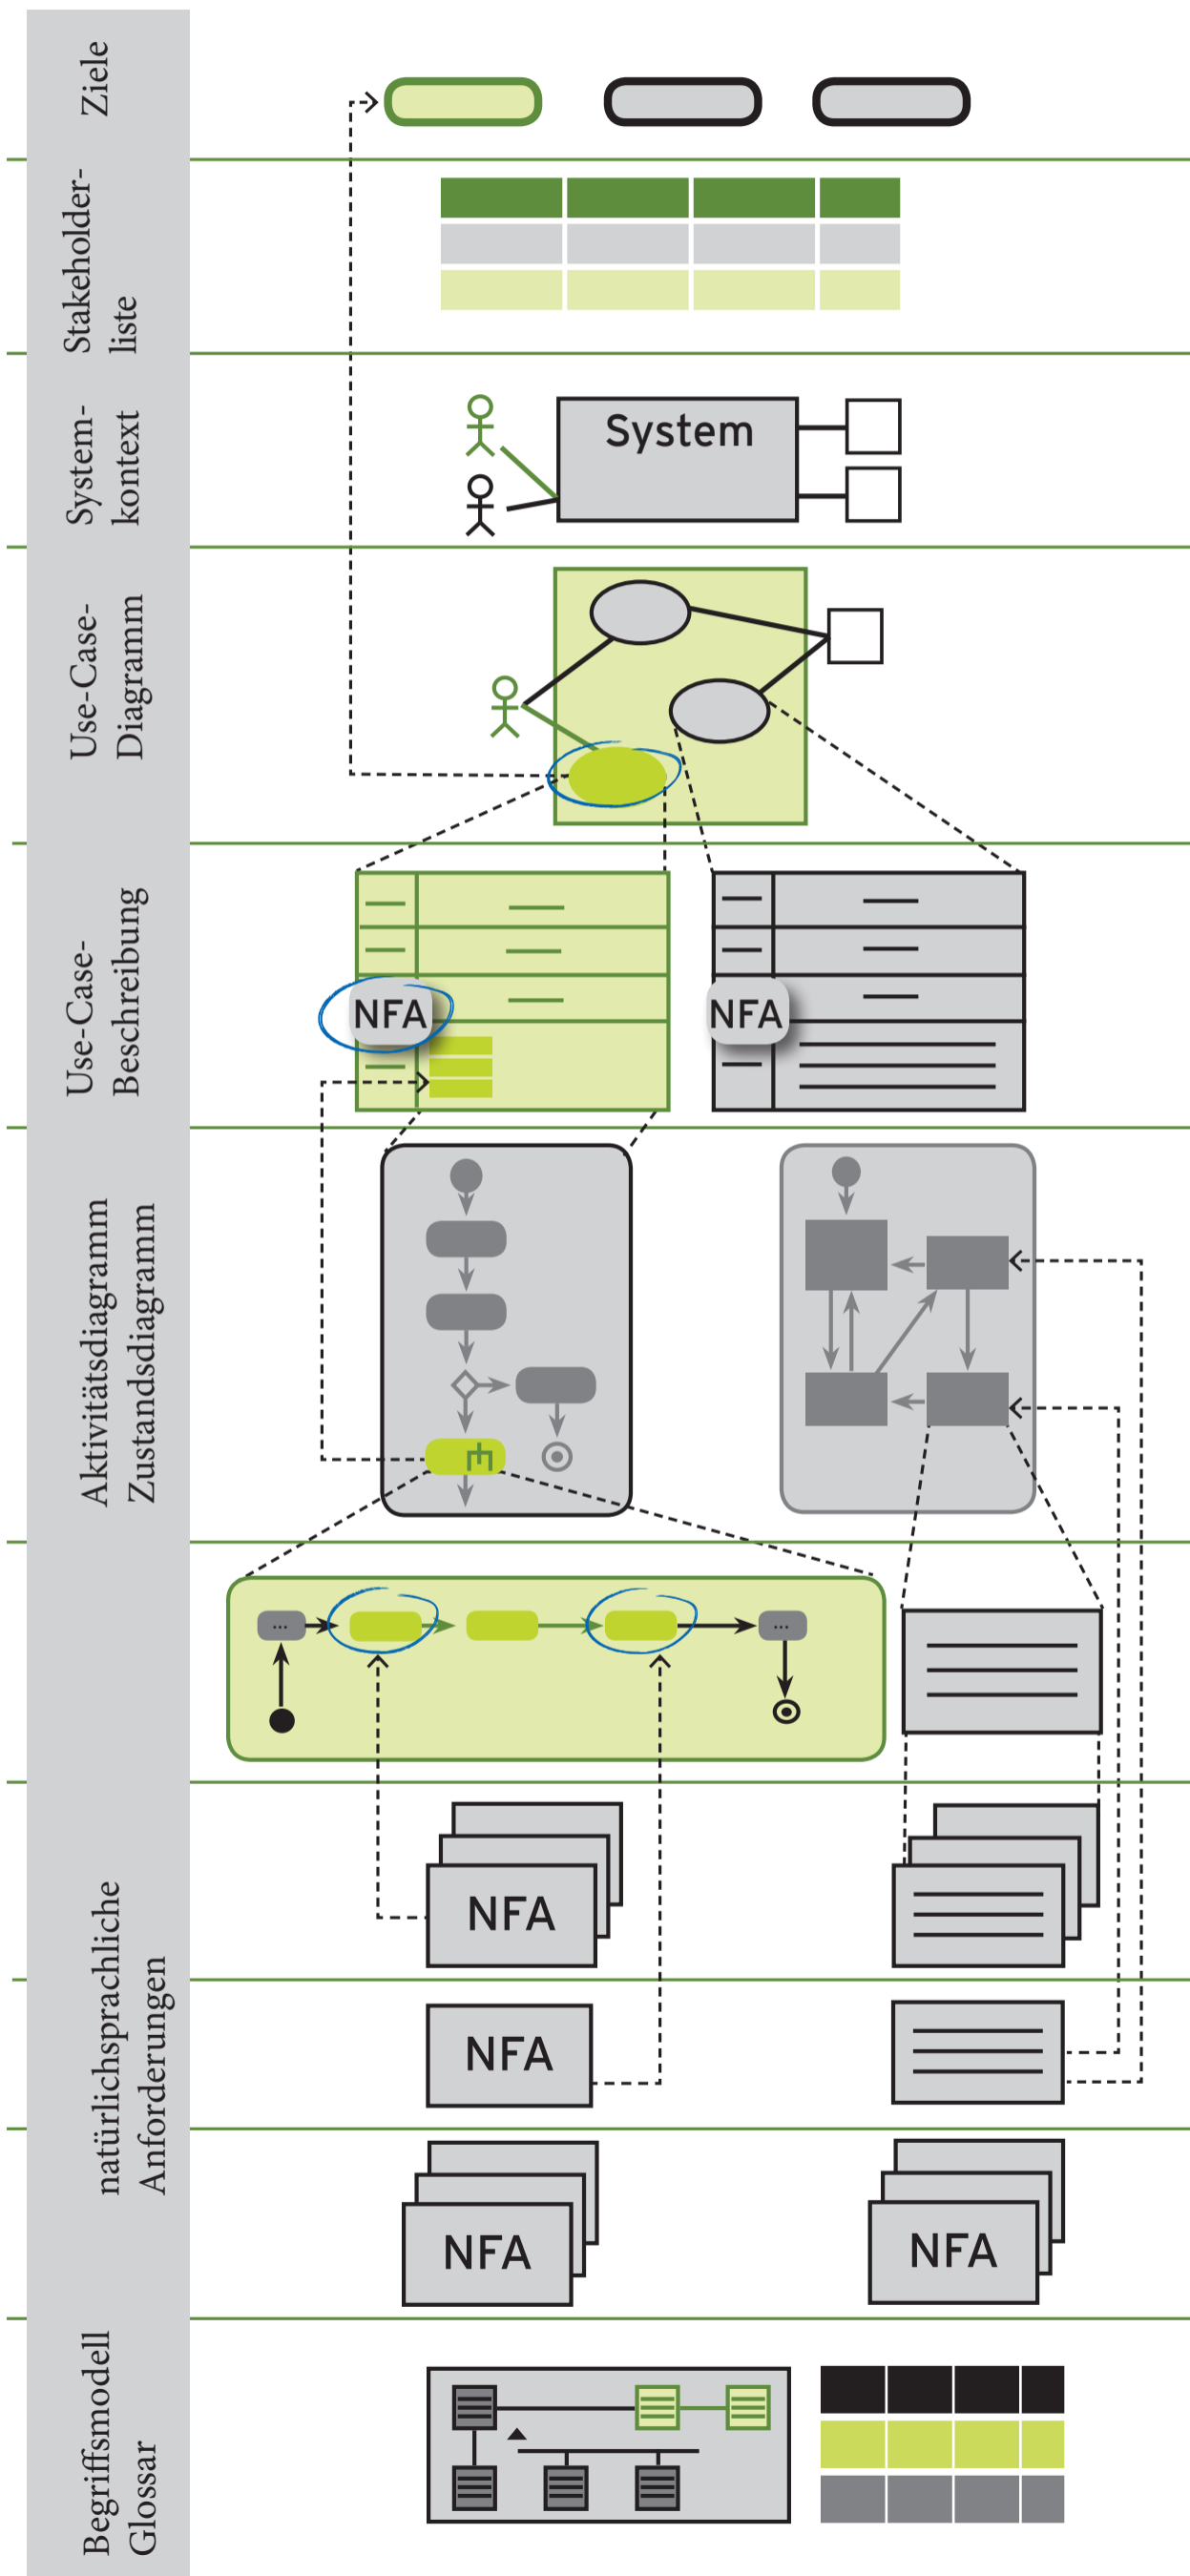 Ziele
Stakeholder-
liste
System-
kontext
System
Use-Case-
Diagramm
Use-Case-
Beschreibung
NFA
NFA
Aktivitätsdiagramm
Zustandsdiagramm
...
...
natürlichsprachliche
Anforderungen
NFA
NFA
NFA
NFA
Begriffsmodell
Glossar